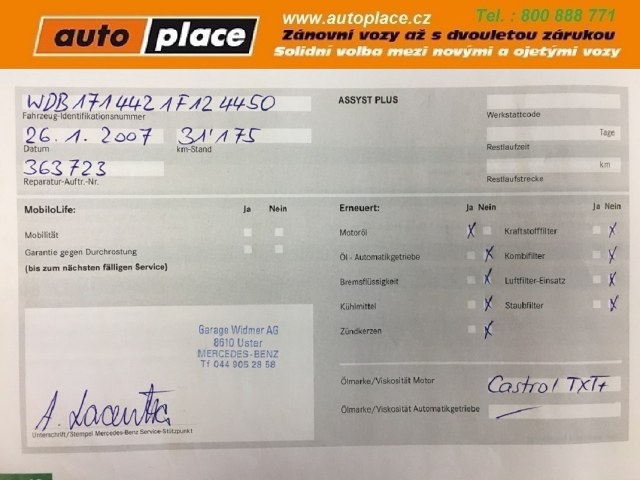 auto place
www.autoplace.cz
Tel. : 800 888 771
Zánovní vozy až s dvouletou zárukou
Solidní volba mezi novými a ojetými vozy
WDB1714421F124450
Fahrzeug-Identifikationsnummer
26.1.2007 31'175
Datum km-Stand
363723
Reparatur-Auftr.-Nr.
ASSYST PLUS
Werkstattcode
Tage
Restlaufzeit
km
Restlaufstrecke
MobiloLife: Ja Nein
Mobilität
Garantie gegen Durchrostung
(bis zum nächsten fälligen Service)
Erneuert: Ja Nein Ja Nein
Motoröl X Kraftstofffilter X
Öl - Automatikgetriebe X Kombifilter X
Bremsflüssigkeit X Luftfilter-Einsatz X
Kühlmittel X Staubfilter X
Zündkerzen X
Garage Widmer AG
8610 Uster
MERCEDES-BENZ
Tf 044 905 28 58
Unterschrift/Stempel Mercedes-Benz Service-Stützpunkt
Ölmarke/Viskosität Motor Castrol TXT+
Ölmarke/Viskosität Automatikgetriebe